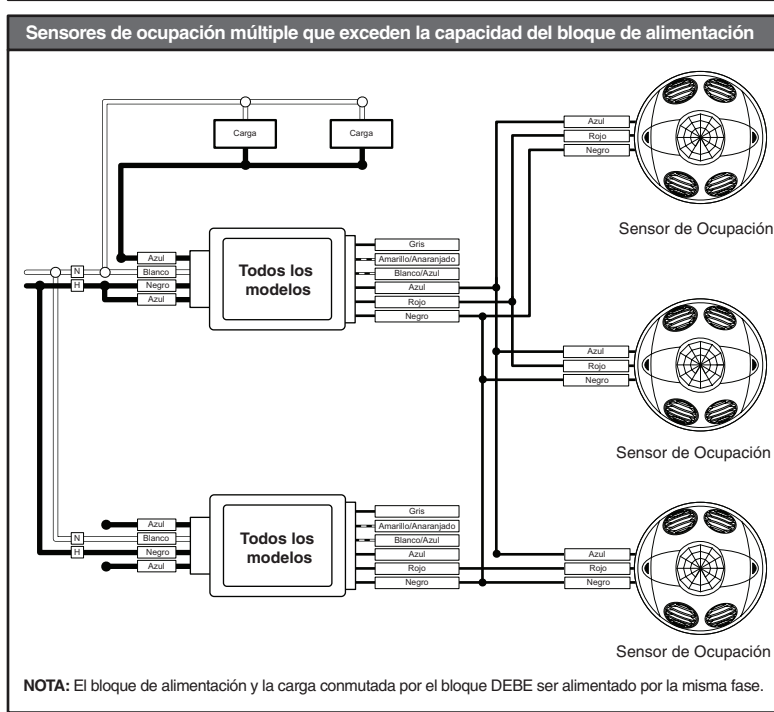 Sensores de ocupación múltiple que exceden la capacidad del bloque de alimentación
Carga
Carga
Azul
Rojo
Negro
Sensor de Ocupación
Azul
N
Blanco
H
Negro
Azul
Todos los
modelos
Gris
Amarillo/Anaranjado
Blanco/Azul
Azul
Rojo
Negro
Azul
Rojo
Negro
Sensor de Ocupación
Azul
N
Blanco
H
Negro
Azul
Todos los
modelos
Gris
Amarillo/Anaranjado
Blanco/Azul
Azul
Rojo
Negro
Azul
Rojo
Negro
Sensor de Ocupación
NOTA: El bloque de alimentación y la carga conmutada por el bloque DEBE ser alimentado por la misma fase.